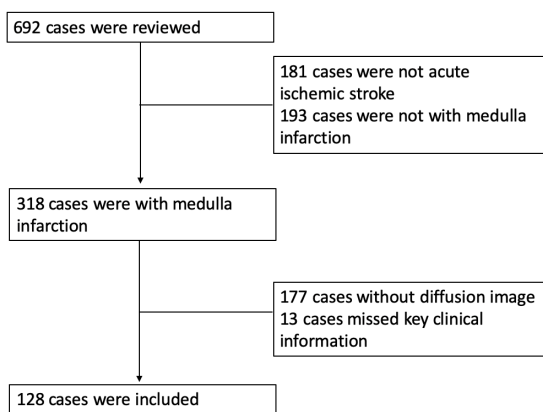 692 cases were reviewed
181 cases were not acute
ischemic stroke
193 cases were not with medulla
infarction
318 cases were with medulla
infarction
177 cases without diffusion image
13 cases missed key clinical
information
128 cases were included